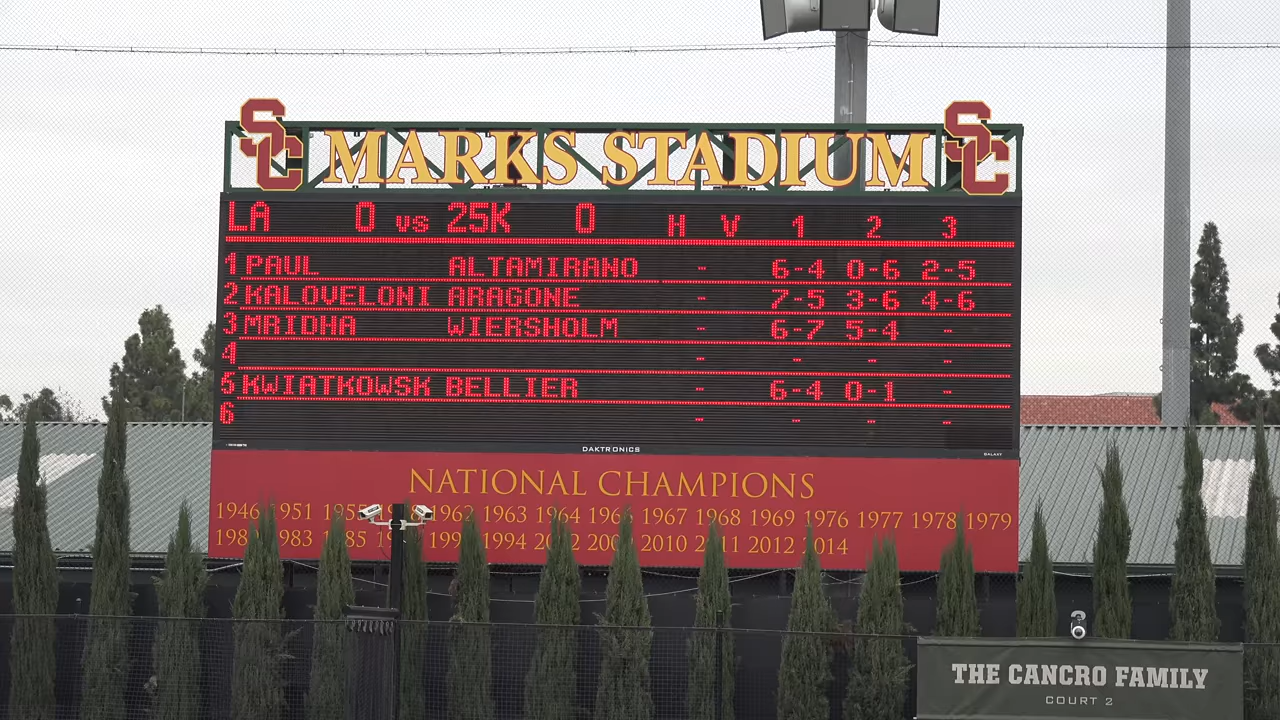 SC MARKS STADIUM SC
LA 0 vs 25K 0 H V 1 2 3
1 PAUL ALTAMIRANO - 6-4 0-6 2-5
2 KALOVELONI ARAGONE - 7-5 3-6 4-6
3 MRIDHA WIERSHOLM - 6-7 5-4 -
4 - - - -
5 KWIATKOWSK BELLIER - 6-4 0-1 -
6 - - - -
DAKTRONICS GALAXY
NATIONAL CHAMPIONS
1946 1951 1955 1962 1963 1964 1966 1967 1968 1969 1976 1977 1978 1979
1994 2010 2012 2014
THE CANCRO FAMILY
COURT 2